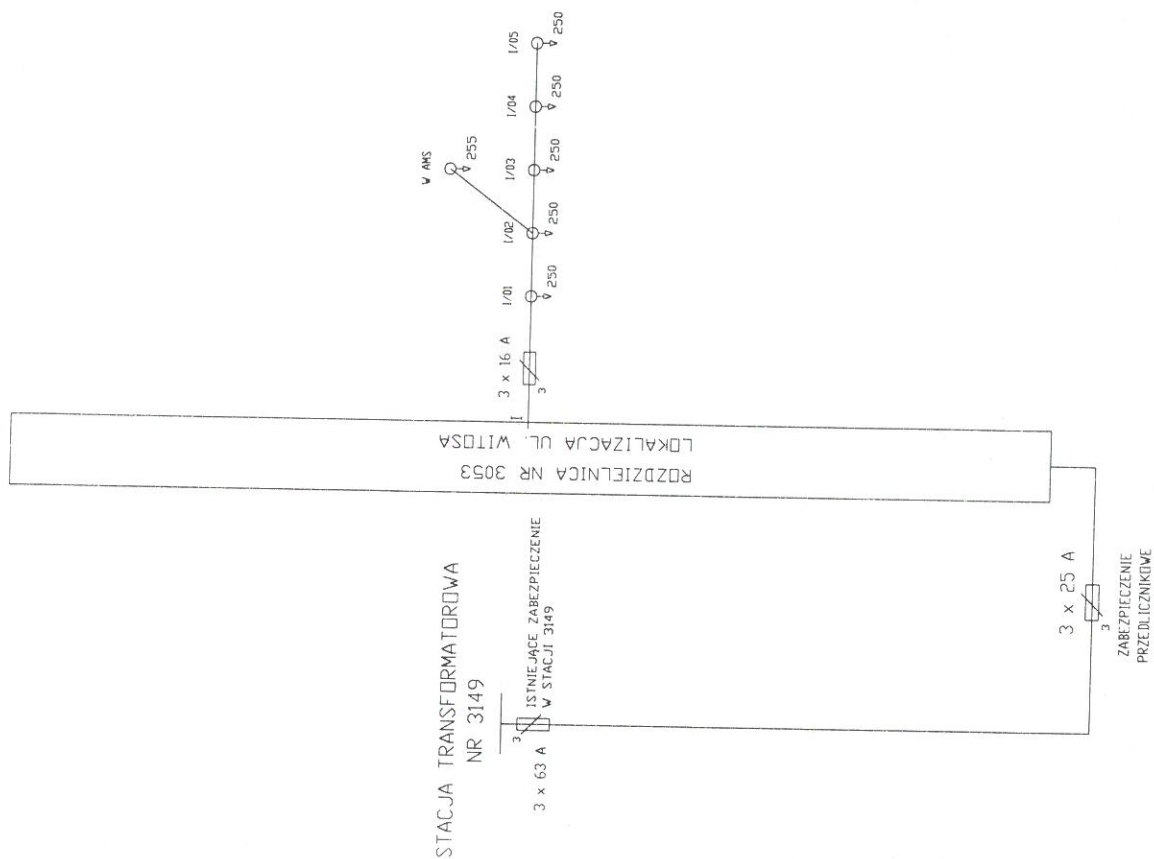 STACJA TRANSFORMATOROWA
NR 3149
3 x 63 A
3
ISTNIEJĄCE ZABEZPIECZENIE
W STACJI 3149
3 x 25 A
3
ZABEZPIECZENIE
PRZEDLICZNIKOWE
ROZDZIELNICA NR 3053
LOKALIZACJA UL. WITOSA
I
3 x 16 A
3
I/01
250
I/02
250
W AMS
255
I/03
250
I/04
250
I/05
250